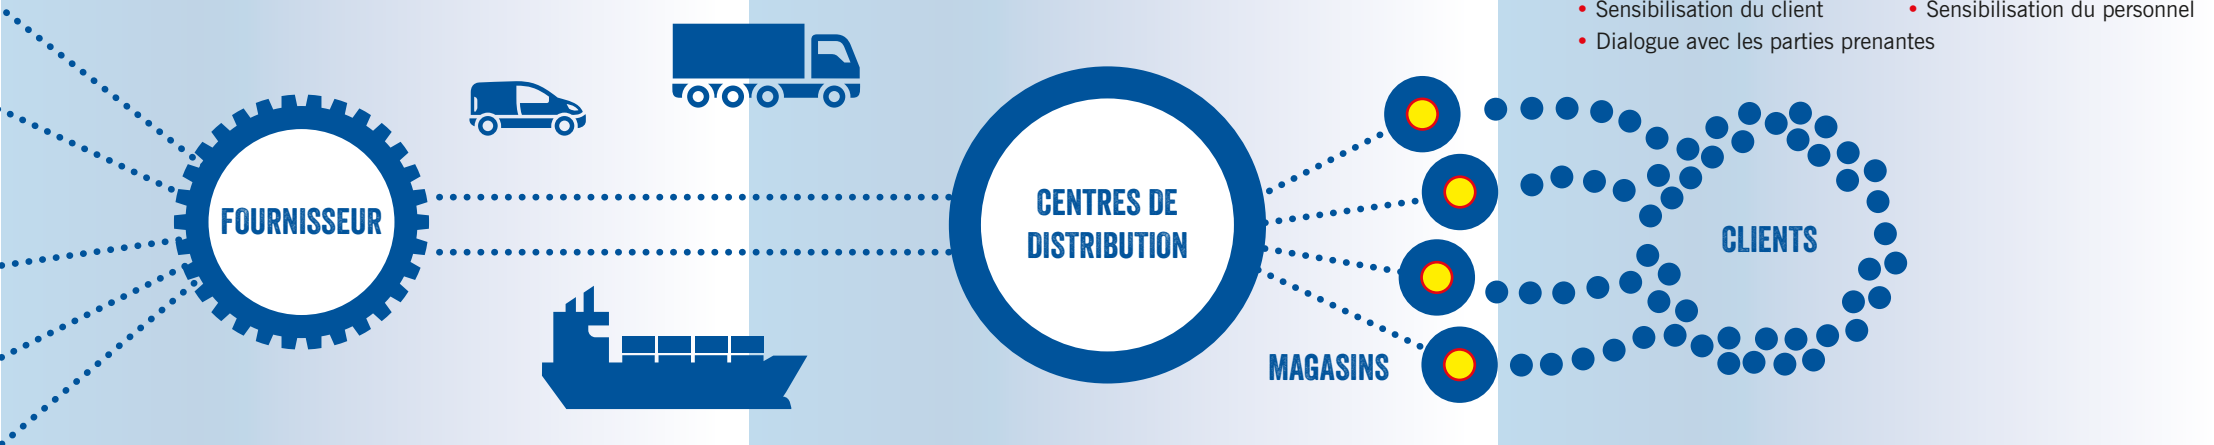 • Sensibilisation du client
• Sensibilisation du personnel
• Dialogue avec les parties prenantes
FOURNISSEUR
CENTRES DE
DISTRIBUTION
MAGASINS
CLIENTS